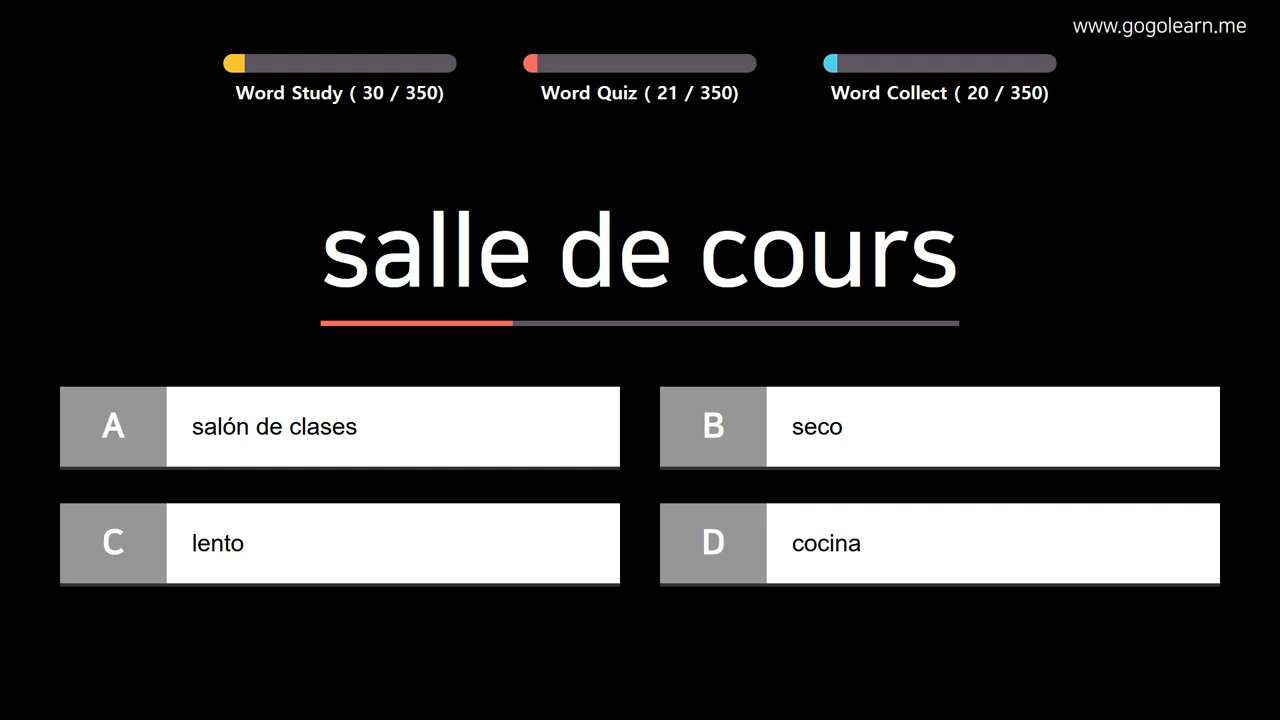 www.gogolearn.me
Word Study ( 30 / 350)
Word Quiz ( 21 / 350)
Word Collect ( 20 / 350)
salle de cours
A salón de clases
B seco
C lento
D cocina